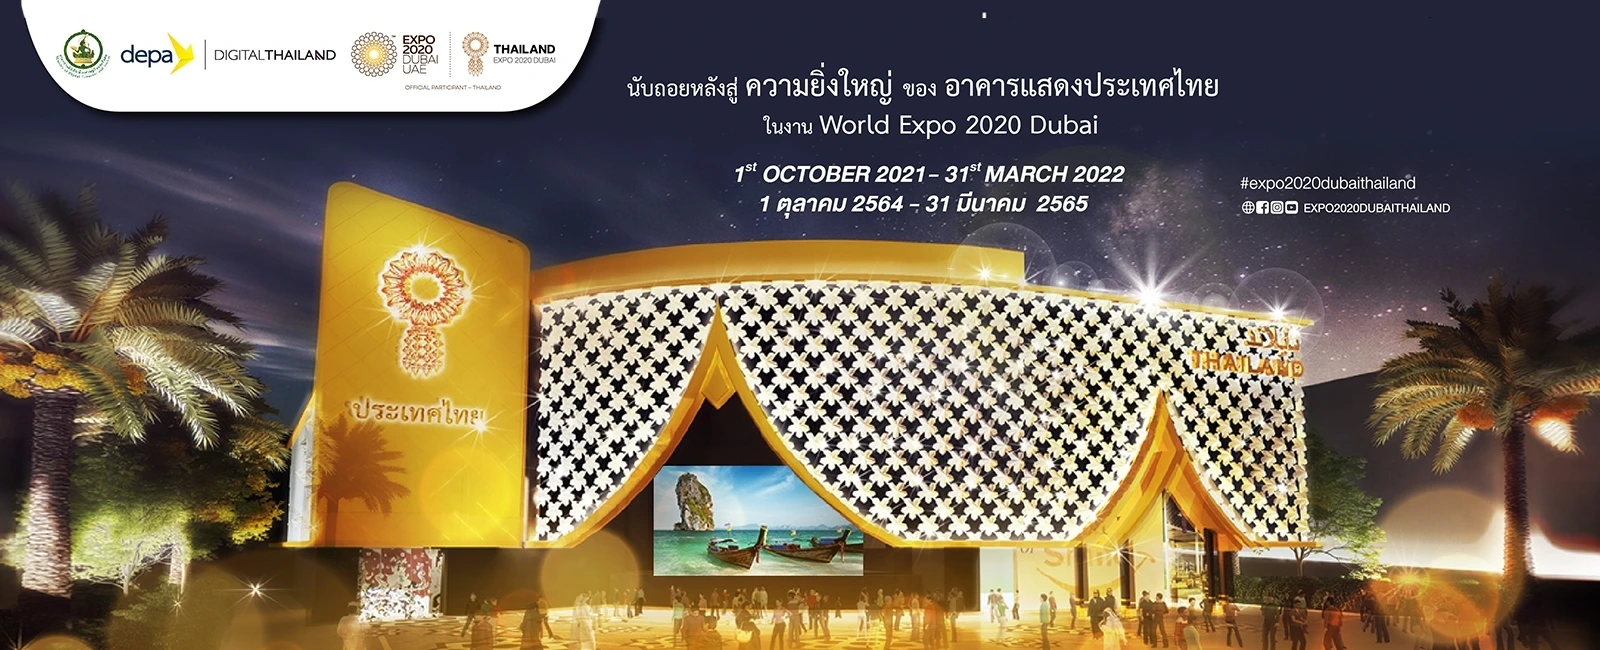 depa
DIGITALTHAILAND
EXPO
2020
DUBAI
UAE
THAILAND
EXPO 2020 DUBAI
OFFICIAL PARTICIPANT – THAILAND
นับถอยหลังสู่ ความยิ่งใหญ่ ของ อาคารแสดงประเทศไทย
ในงาน World Expo 2020 Dubai
1st OCTOBER 2021 – 31st MARCH 2022
1 ตุลาคม 2564 – 31 มีนาคม 2565
#expo2020dubaithailand
EXPO2020DUBAITHAILAND
تايلاند
THAILAND
ประเทศไทย